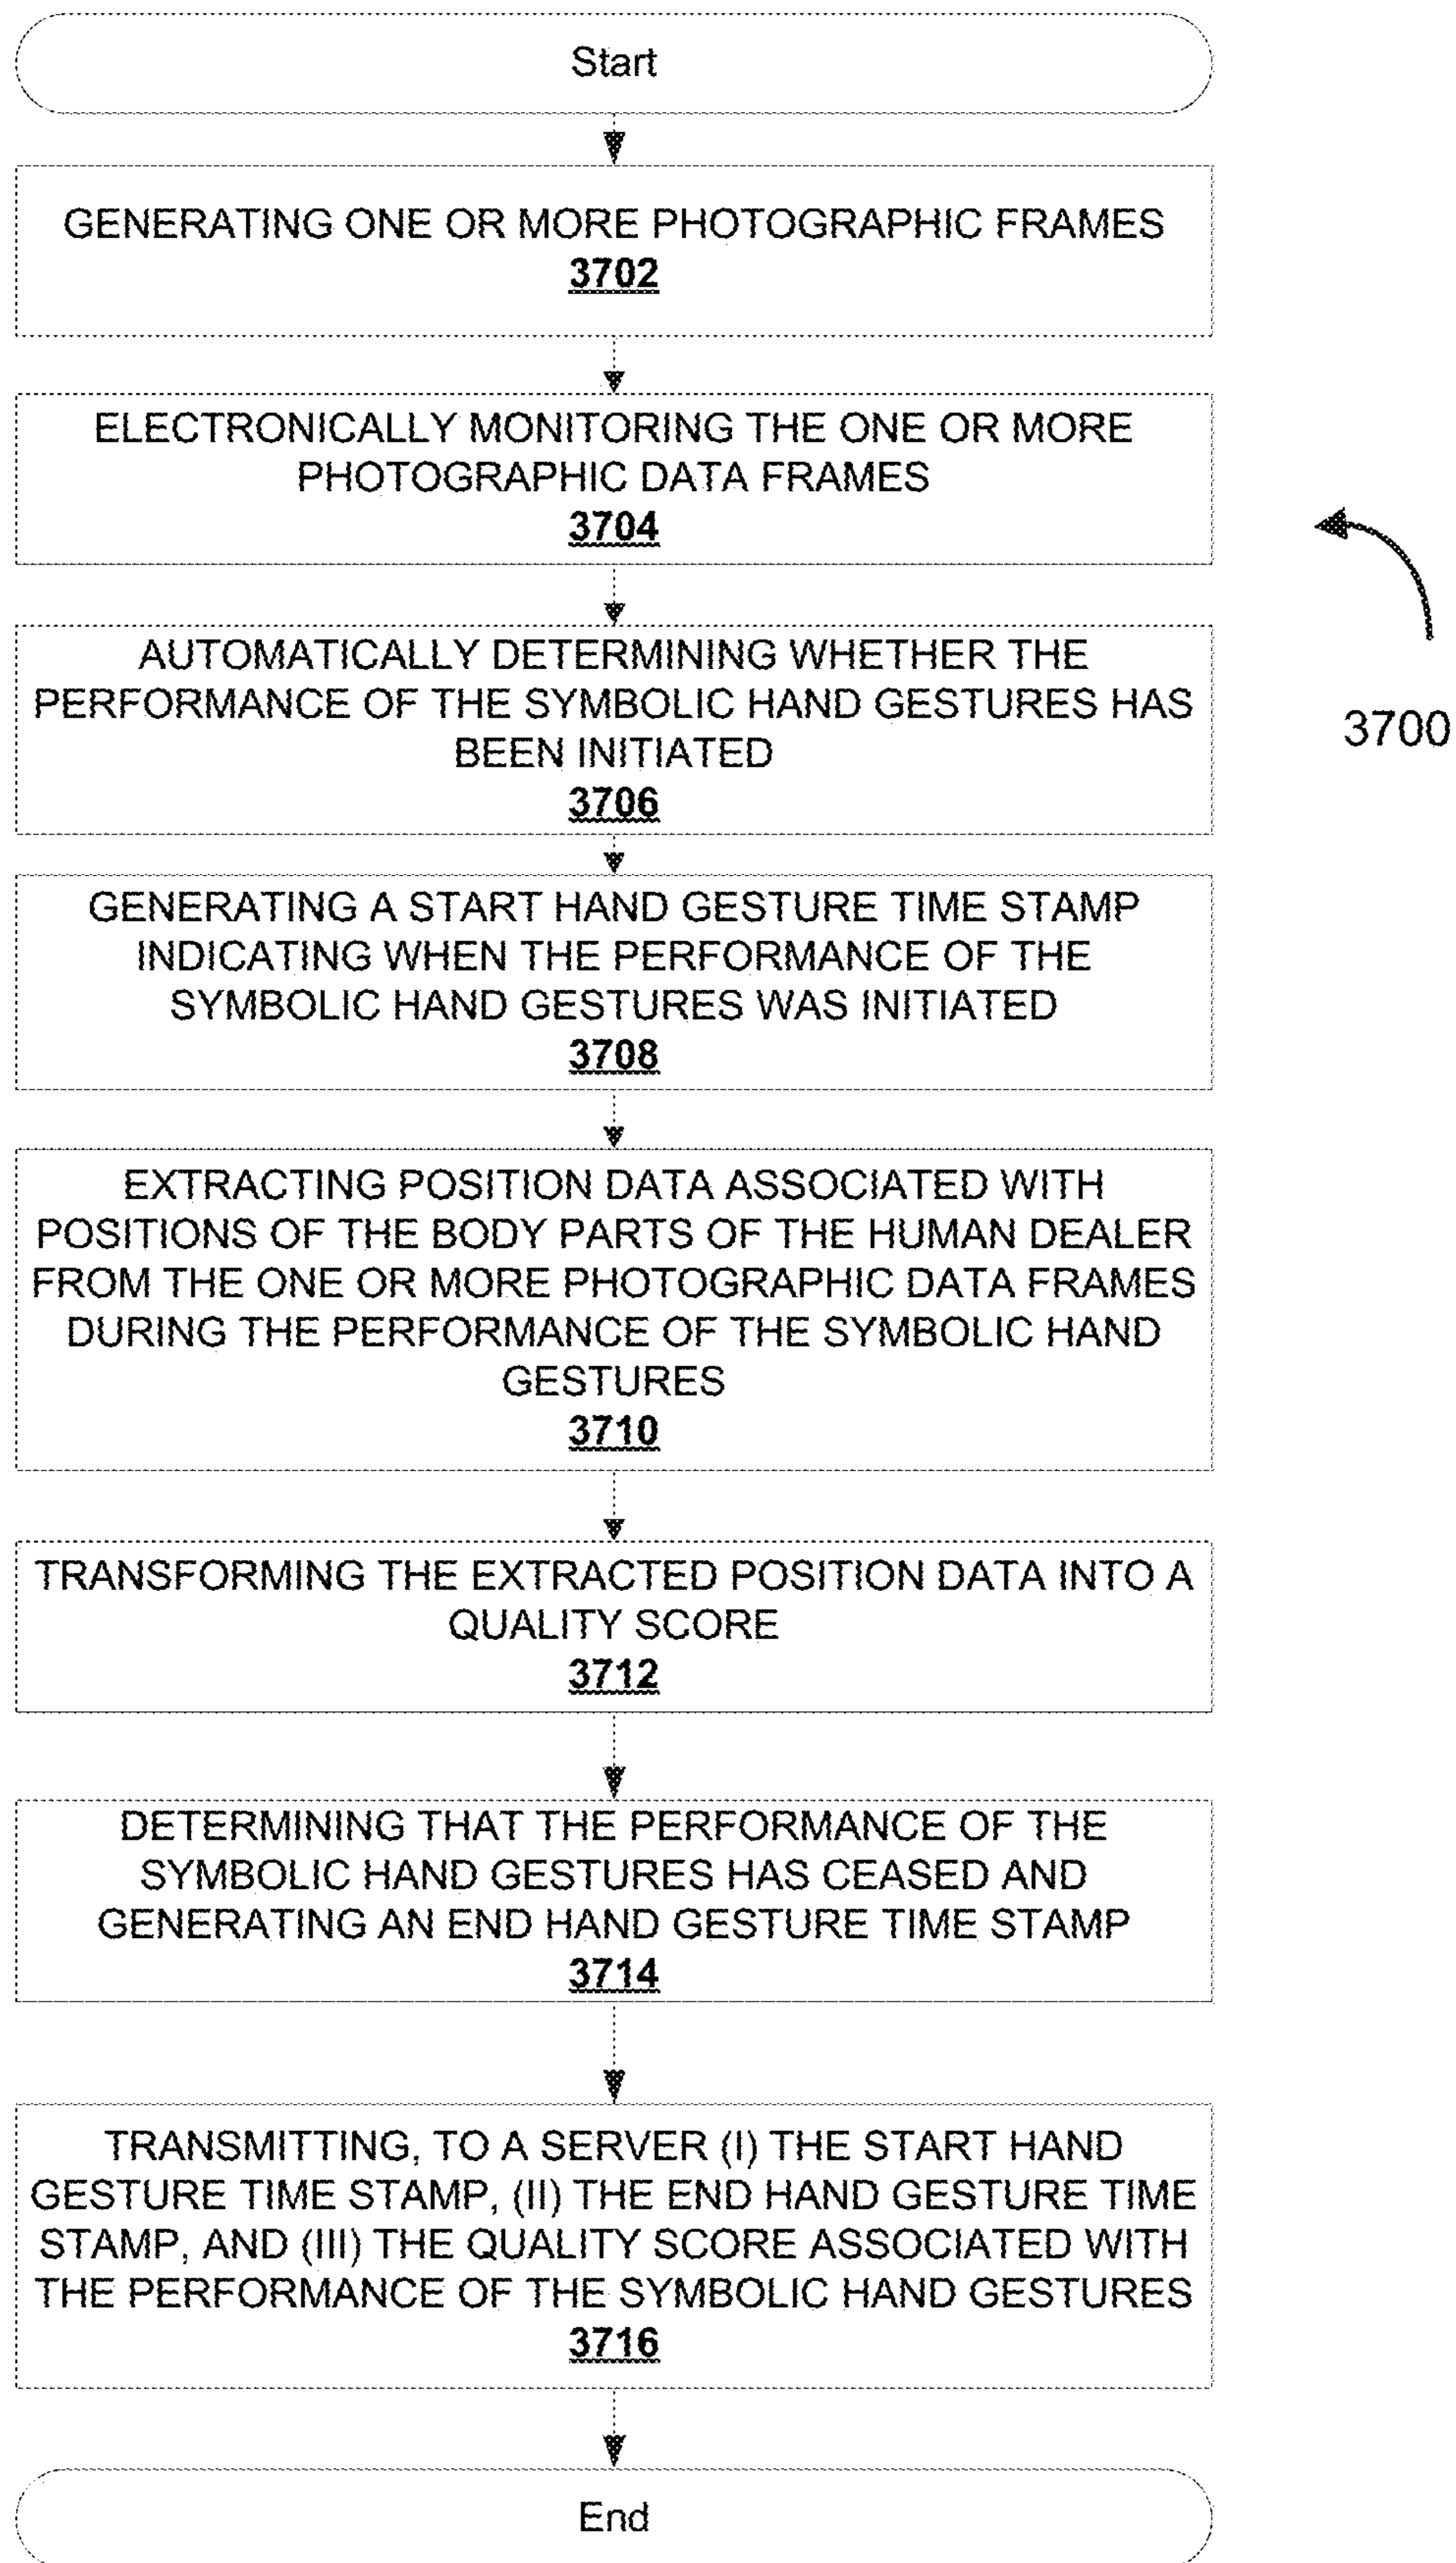 Start
GENERATING ONE OR MORE PHOTOGRAPHIC FRAMES
3702
ELECTRONICALLY MONITORING THE ONE OR MORE
PHOTOGRAPHIC DATA FRAMES
3704
AUTOMATICALLY DETERMINING WHETHER THE
PERFORMANCE OF THE SYMBOLIC HAND GESTURES HAS
BEEN INITIATED
3706
3700
GENERATING A START HAND GESTURE TIME STAMP
INDICATING WHEN THE PERFORMANCE OF THE
SYMBOLIC HAND GESTURES WAS INITIATED
3708
EXTRACTING POSITION DATA ASSOCIATED WITH
POSITIONS OF THE BODY PARTS OF THE HUMAN DEALER
FROM THE ONE OR MORE PHOTOGRAPHIC DATA FRAMES
DURING THE PERFORMANCE OF THE SYMBOLIC HAND
GESTURES
3710
TRANSFORMING THE EXTRACTED POSITION DATA INTO A
QUALITY SCORE
3712
DETERMINING THAT THE PERFORMANCE OF THE
SYMBOLIC HAND GESTURES HAS CEASED AND
GENERATING AN END HAND GESTURE TIME STAMP
3714
TRANSMITTING, TO A SERVER (I) THE START HAND
GESTURE TIME STAMP, (II) THE END HAND GESTURE TIME
STAMP, AND (III) THE QUALITY SCORE ASSOCIATED WITH
THE PERFORMANCE OF THE SYMBOLIC HAND GESTURES
3716
End